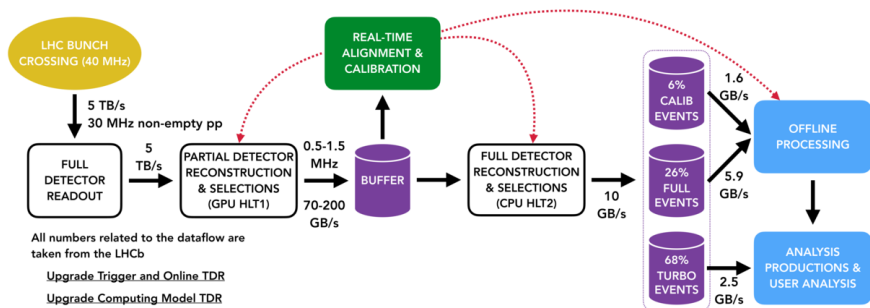 LHC BUNCH
CROSSING (40 MHz)
5 TB/s
30 MHz non-empty pp
FULL
DETECTOR
READOUT
5
TB/s
PARTIAL DETECTOR
RECONSTRUCTION
& SELECTIONS
(GPU HLT1)
0.5-1.5
MHz
70-200
GB/s
REAL-TIME
ALIGNMENT &
CALIBRATION
BUFFER
FULL DETECTOR
RECONSTRUCTION
& SELECTIONS
(CPU HLT2)
10
GB/s
6%
CALIB
EVENTS
26%
FULL
EVENTS
68%
TURBO
EVENTS
1.6
GB/s
5.9
GB/s
2.5
GB/s
OFFLINE
PROCESSING
ANALYSIS
PRODUCTIONS &
USER ANALYSIS
All numbers related to the dataflow are
taken from the LHCb
Upgrade Trigger and Online TDR
Upgrade Computing Model TDR